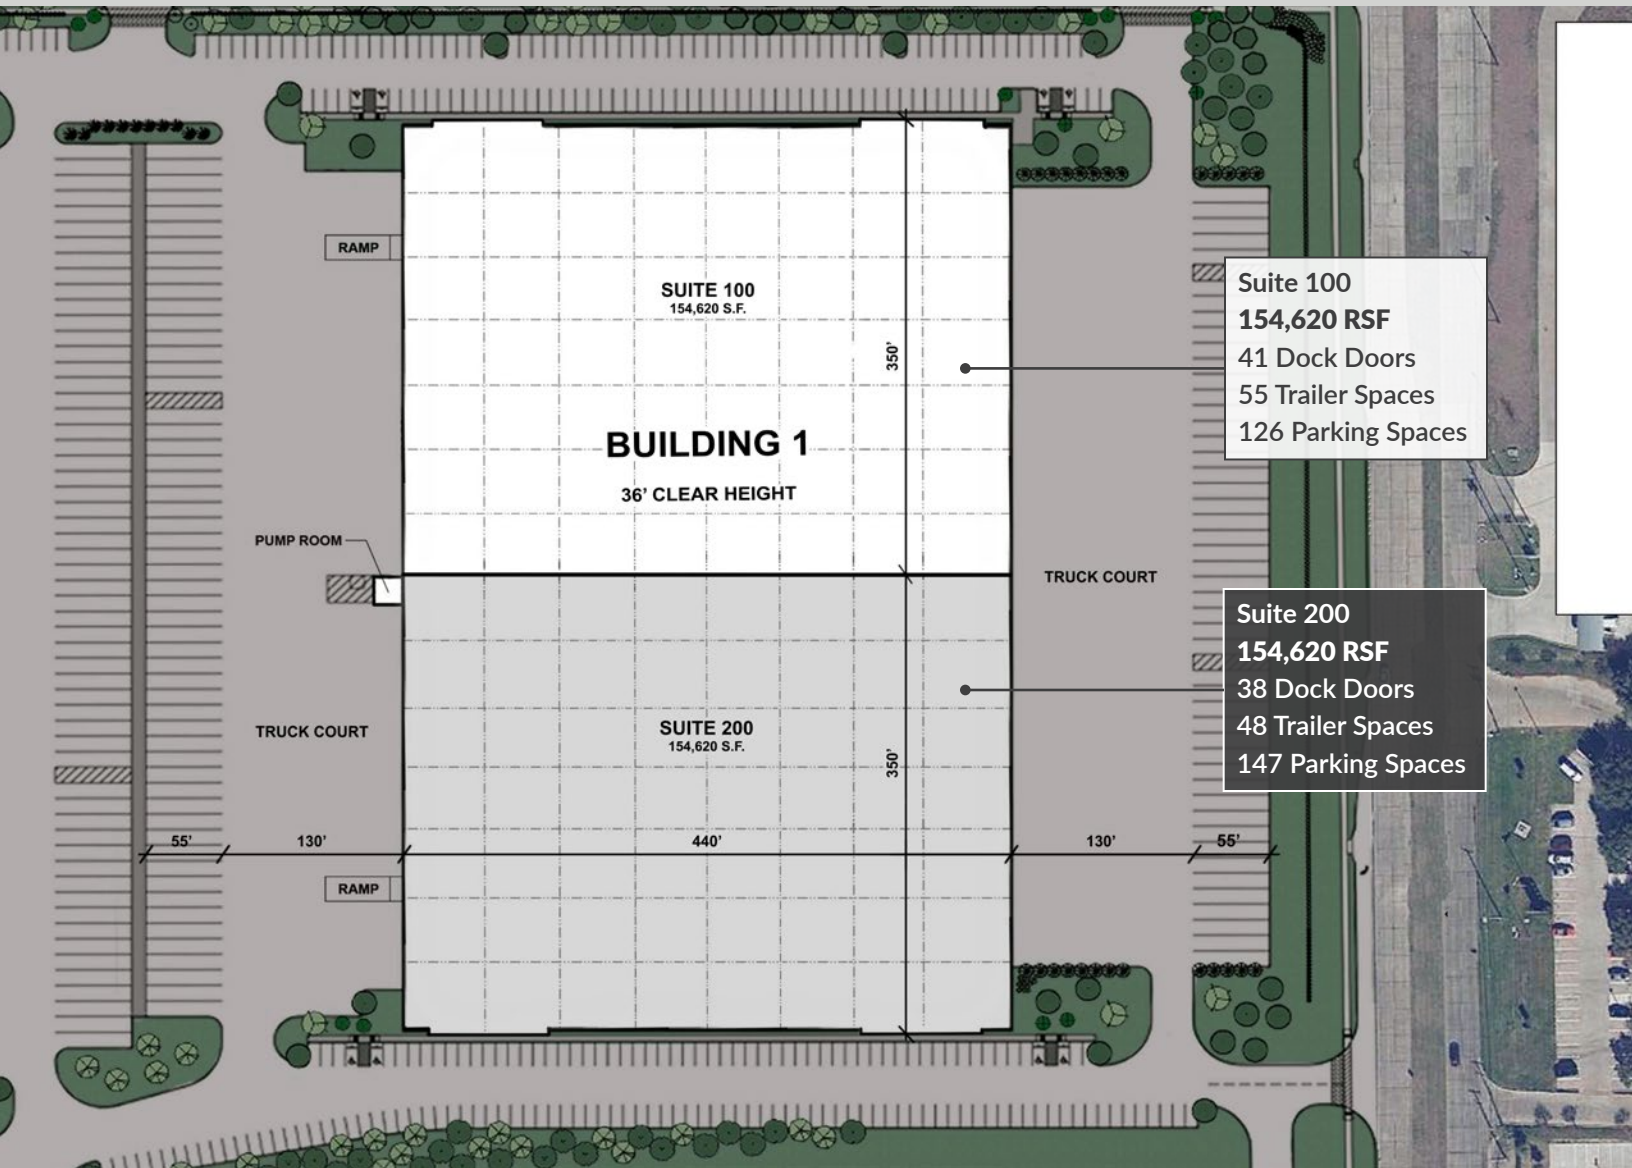 RAMP
SUITE 100
154,620 S.F.
350’
BUILDING 1
36’ CLEAR HEIGHT
PUMP ROOM
TRUCK COURT
Suite 100
154,620 RSF
41 Dock Doors
55 Trailer Spaces
126 Parking Spaces
Suite 200
154,620 RSF
38 Dock Doors
48 Trailer Spaces
147 Parking Spaces
TRUCK COURT
SUITE 200
154,620 S.F.
350’
55’
130’
440’
130’
55’
RAMP